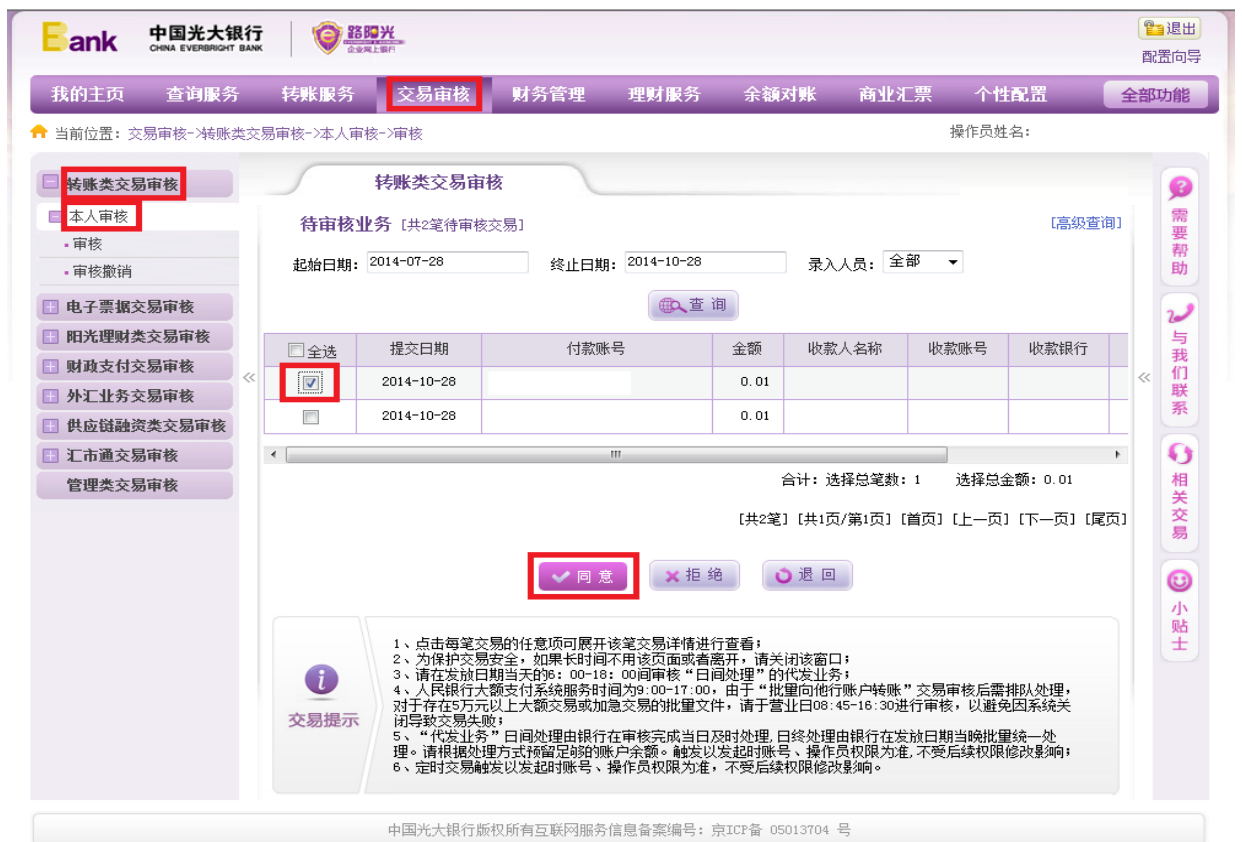 Bank 中国光大银行 路阳光 退出
CHINA EVERBRIGHT BANK 企业网上银行
配置向导
我的主页 查询服务 转账服务 交易审核 财务管理 理财服务 余额对账 商业汇票 个性配置 全部功能
当前位置：交易审核->转账类交易审核->本人审核->审核 操作员姓名：
转账类交易审核
本人审核
审核
审核撤销
电子票据交易审核
阳光理财类交易审核
财政支付交易审核
外汇业务交易审核
供应链融资类交易审核
汇市通交易审核
管理类交易审核
转账类交易审核
待审核业务 [共2笔待审核交易] [高级查询]
起始日期：2014-07-28 终止日期：2014-10-28 录入人员：全部
查 询
全选 提交日期 付款账号 金额 收款人名称 收款账号 收款银行
2014-10-28 0.01
2014-10-28 0.01
合计：选择总笔数：1 选择总金额：0.01
[共2笔] [共1页/第1页] [首页] [上一页] [下一页] [尾页]
同 意 拒 绝 退 回
交易提示
1、点击每笔交易的任意项可展开该笔交易详情进行查看；
2、为保护交易安全，如果长时间不用该页面或者离开，请关闭该窗口；
3、请在发放日期当天的6：00-18：00间审核“日间处理”的代发业务；
4、人民银行大额支付系统服务时间为9:00-17:00，由于“批量向他行账户转账”交易审核后需排队处理，
对于存在5万元以上大额交易或加急交易的批量文件，请于营业日08:45-16:30进行审核，以避免因系统关
闭导致交易失败；
5、“代发业务”日间处理由银行在审核完成当日及时处理,日终处理由银行在发放日期当晚批量统一处
理。请根据处理方式预留足够的账户余额。触发以发起时账号、操作员权限为准,不受后续权限修改影响；
6、定时交易触发以发起时账号、操作员权限为准，不受后续权限修改影响。
需要帮助
与我们联系
相关交易
小贴士
中国光大银行版权所有互联网服务信息备案编号：京ICP备 05013704 号